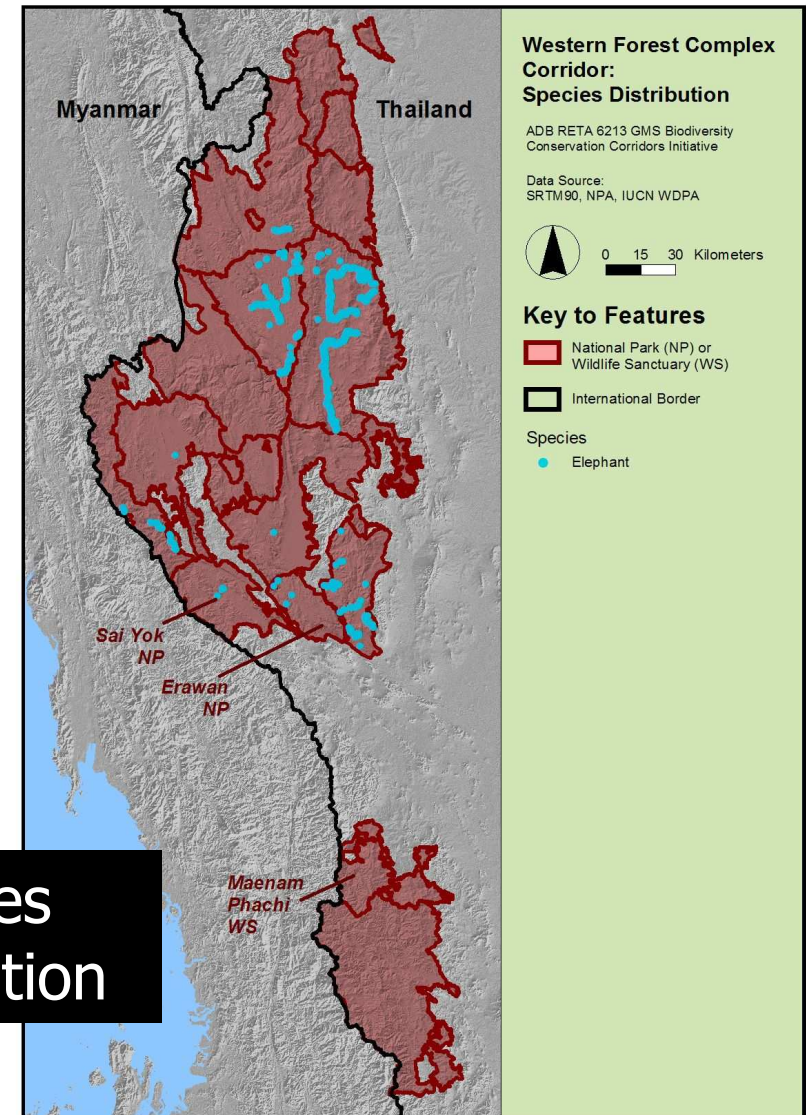 Myanmar
Thailand
Sai Yok
NP
Erawan
NP
Maenam
Phachi
WS
tion
Western Forest Complex
Corridor:
Species Distribution
ADB RETA 6213 GMS Biodiversity
Conservation Corridors Initiative
Data Source:
SRTM90, NPA, IUCN WDPA
0 15 30 Kilometers
Key to Features
National Park (NP) or
Wildlife Sanctuary (WS)
International Border
Species
Elephant